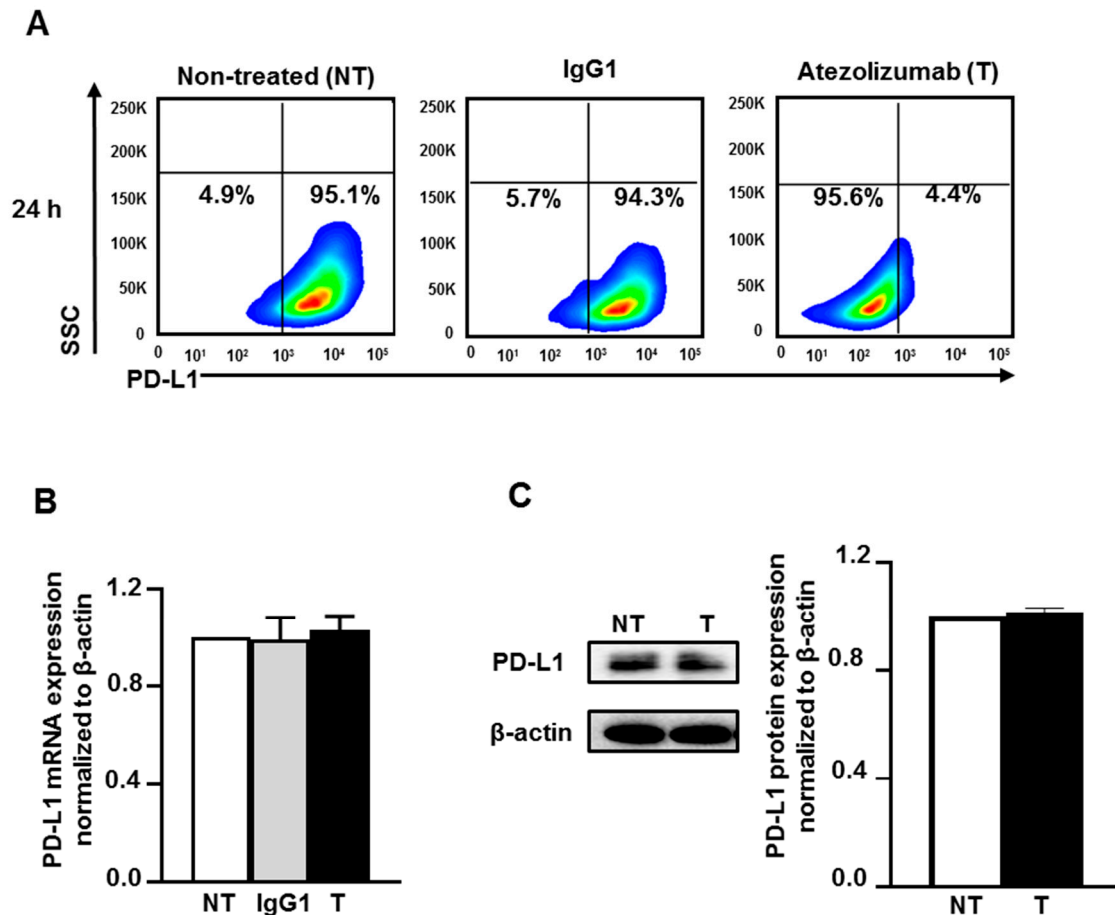 A
Non-treated (NT)
IgG1
Atezolizumab (T)
24 h
SSC
250K
200K
150K
100K
50K
0
4.9%
95.1%
0 10¹ 10² 10³ 10⁴ 10⁵
250K
200K
150K
100K
50K
0
5.7%
94.3%
0 10¹ 10² 10³ 10⁴ 10⁵
250K
200K
150K
100K
50K
0
95.6%
4.4%
0 10¹ 10² 10³ 10⁴ 10⁵
PD-L1
B
PD-L1 mRNA expression
normalized to β-actin
1.2
0.8
0.4
0.0
NT IgG1 T
C
NT T
PD-L1
β-actin
PD-L1 protein expression
normalized to β-actin
1.2
0.8
0.4
0.0
NT T